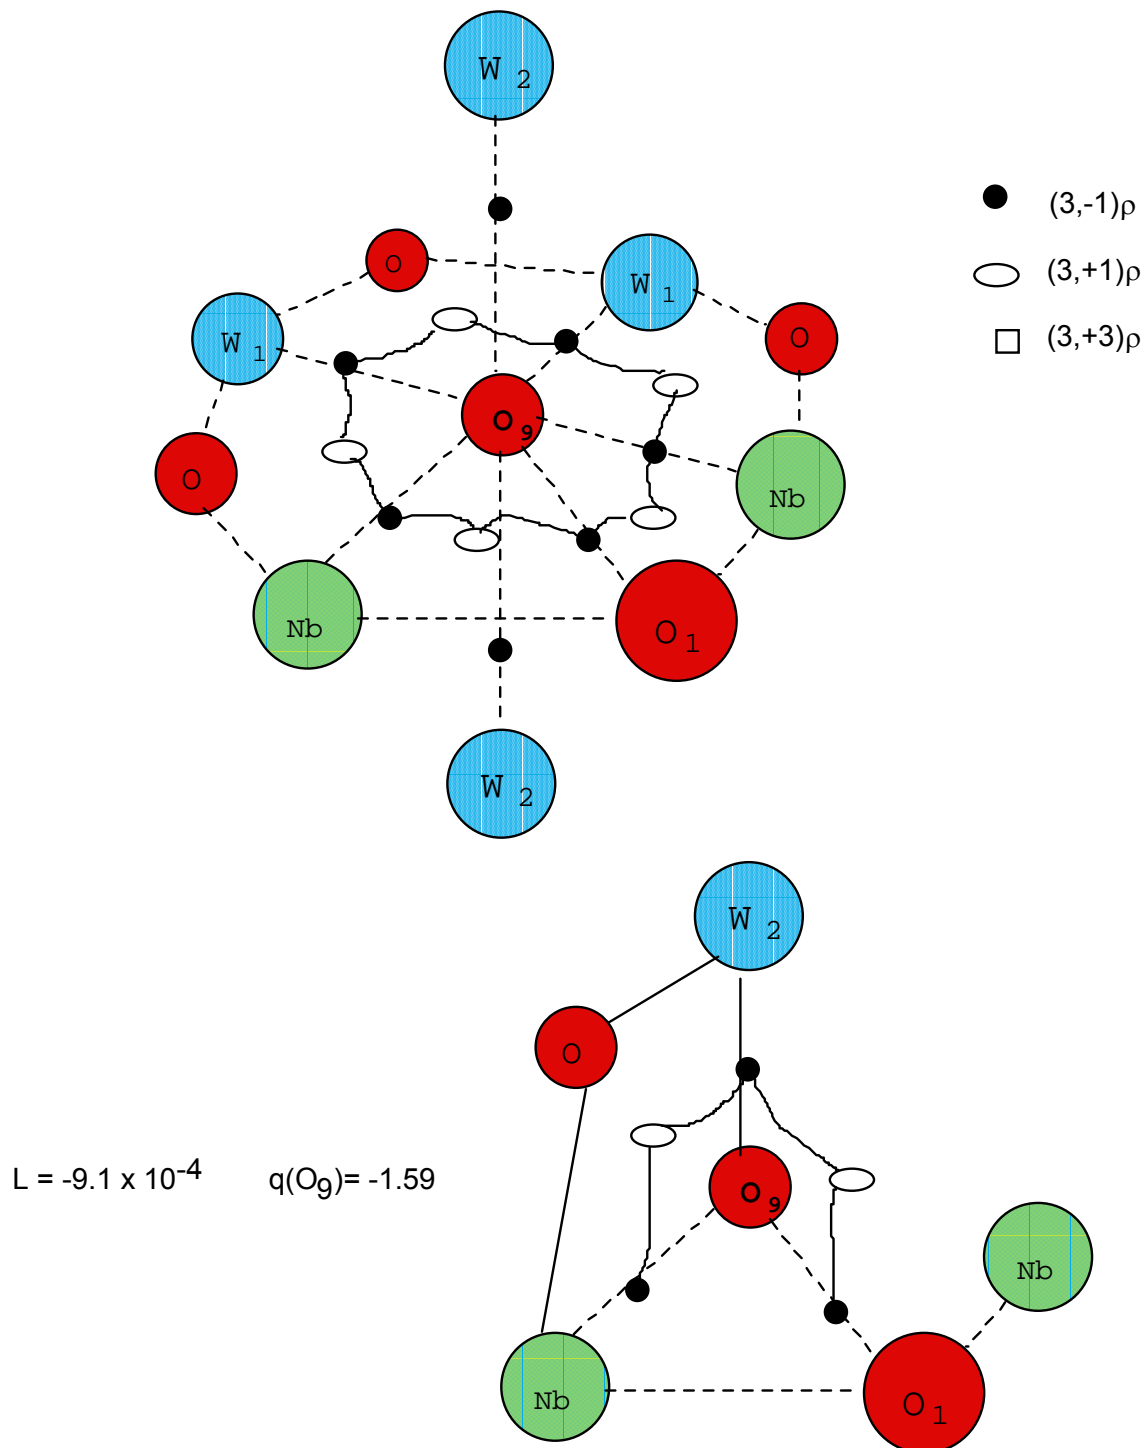 W 2
(3,-1)ρ
O
W 1
(3,+1)ρ
W 1
O
(3,+3)ρ
O 9
O
Nb
Nb
O 1
W 2
W 2
O
L = -9.1 x 10-4 q(O9)= -1.59
O 9
Nb
Nb
O 1